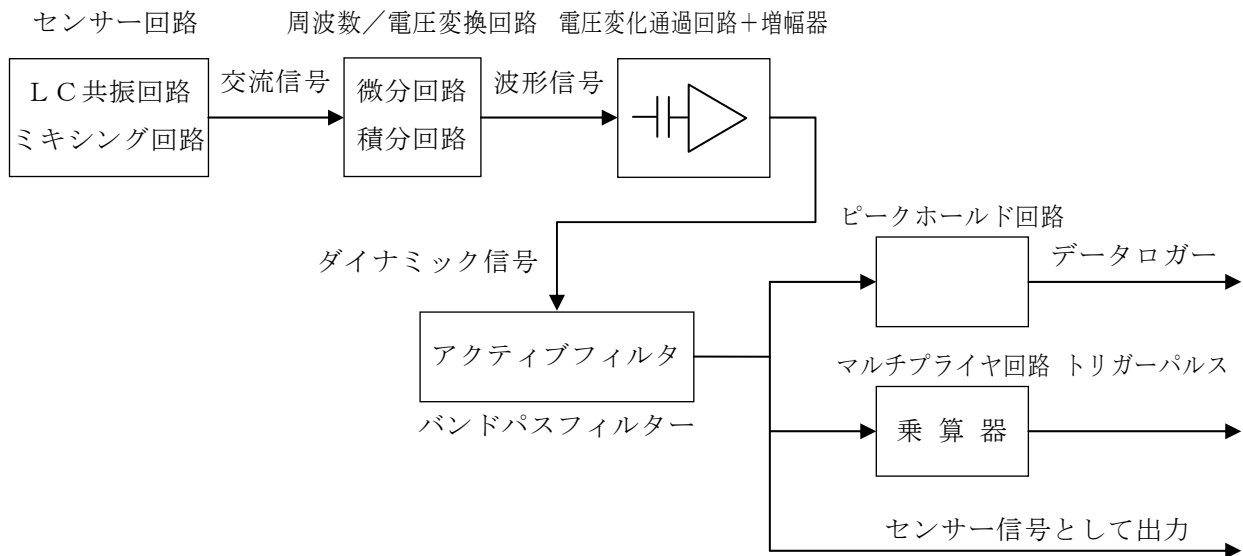 センサー回路
周波数／電圧変換回路
電圧変化通過回路＋増幅器
ＬＣ共振回路
ミキシング回路
交流信号
微分回路
積分回路
波形信号
ダイナミック信号
ピークホールド回路
データロガー
アクティブフィルタ
バンドパスフィルター
マルチプライヤ回路
トリガーパルス
乗 算 器
センサー信号として出力